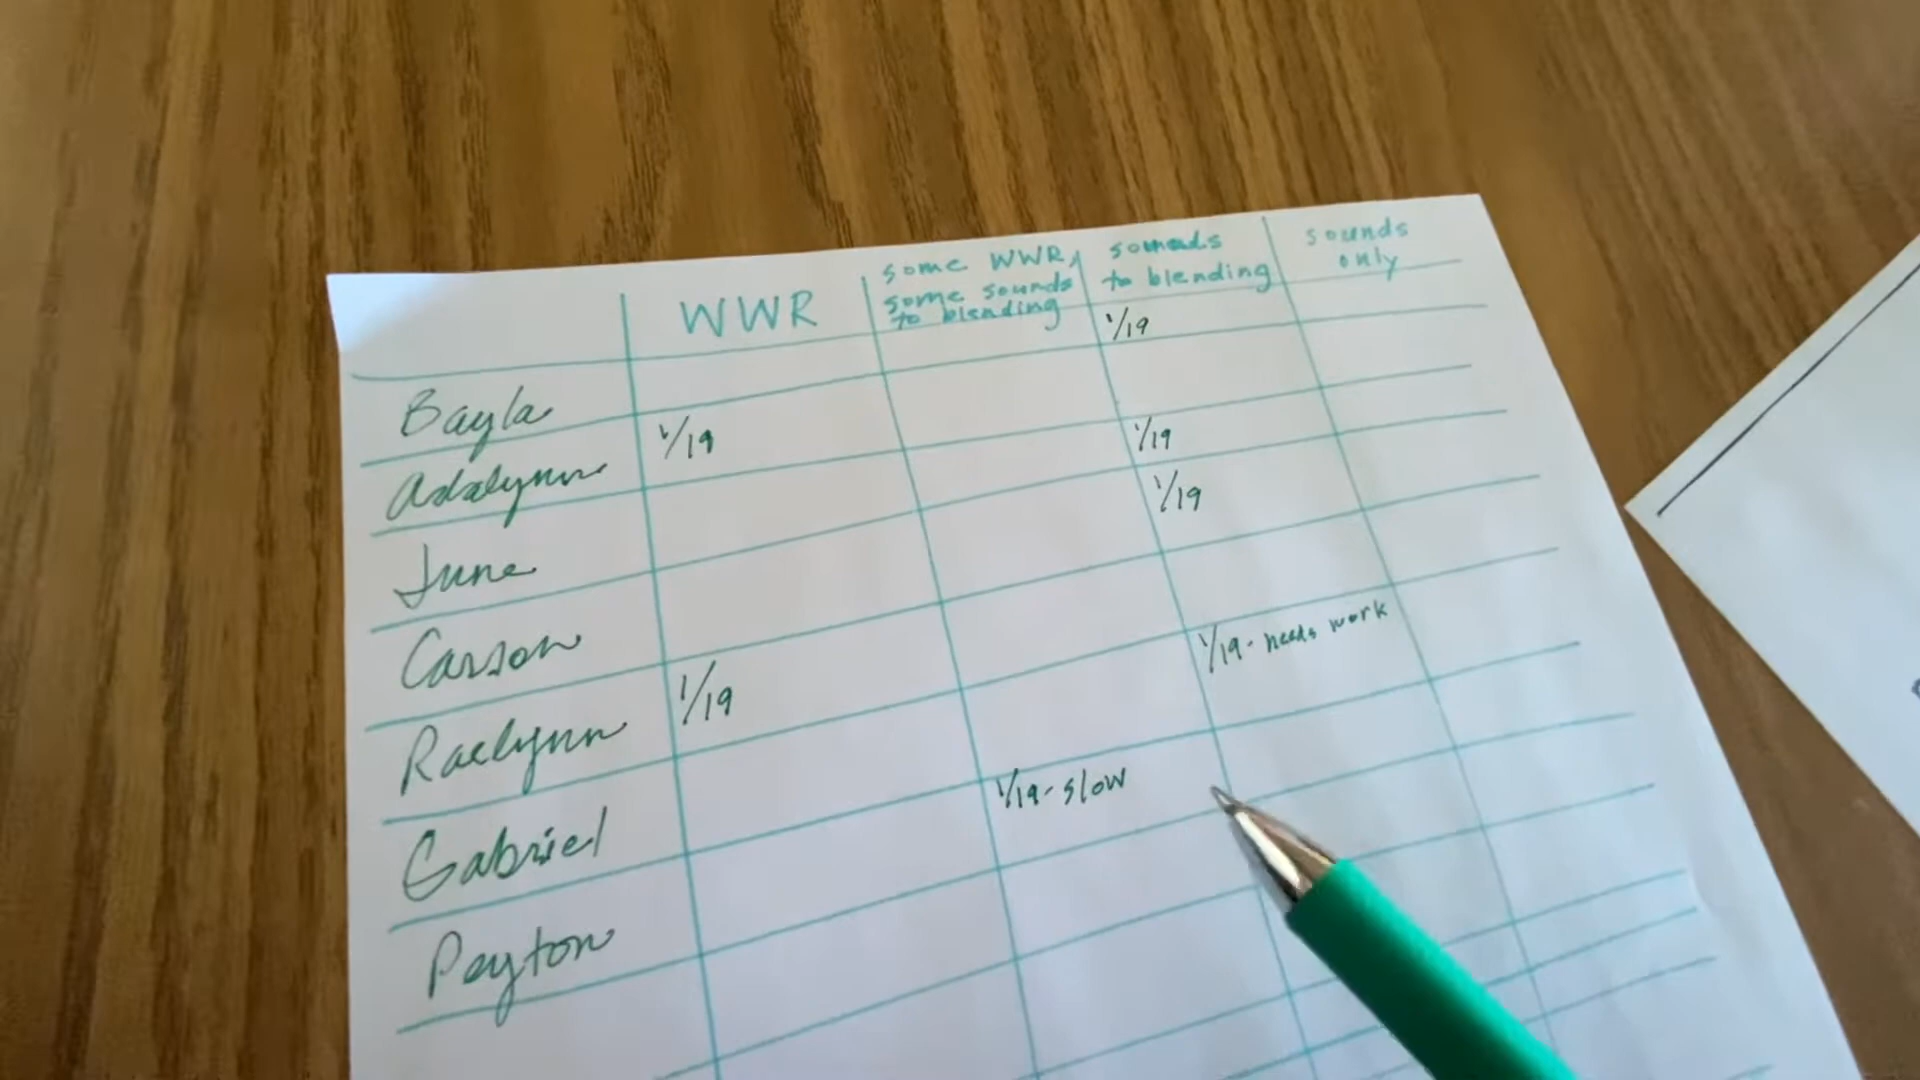 WWR
some WWR,
some sounds
to blending
sounds
to blending
sounds
only
Bayla
1/19
Adalynn
1/19
June
1/19
Carson
1/19
Raelynn
1/19
Gabriel
1/19 - needs work
Peyton
1/19 - slow